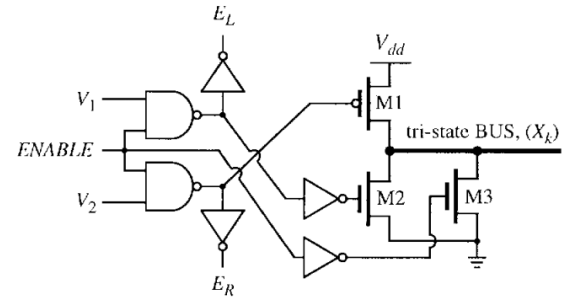 E_L
V_dd
V_1
M1
tri-state BUS, (X_k)
ENABLE
M2
M3
V_2
E_R